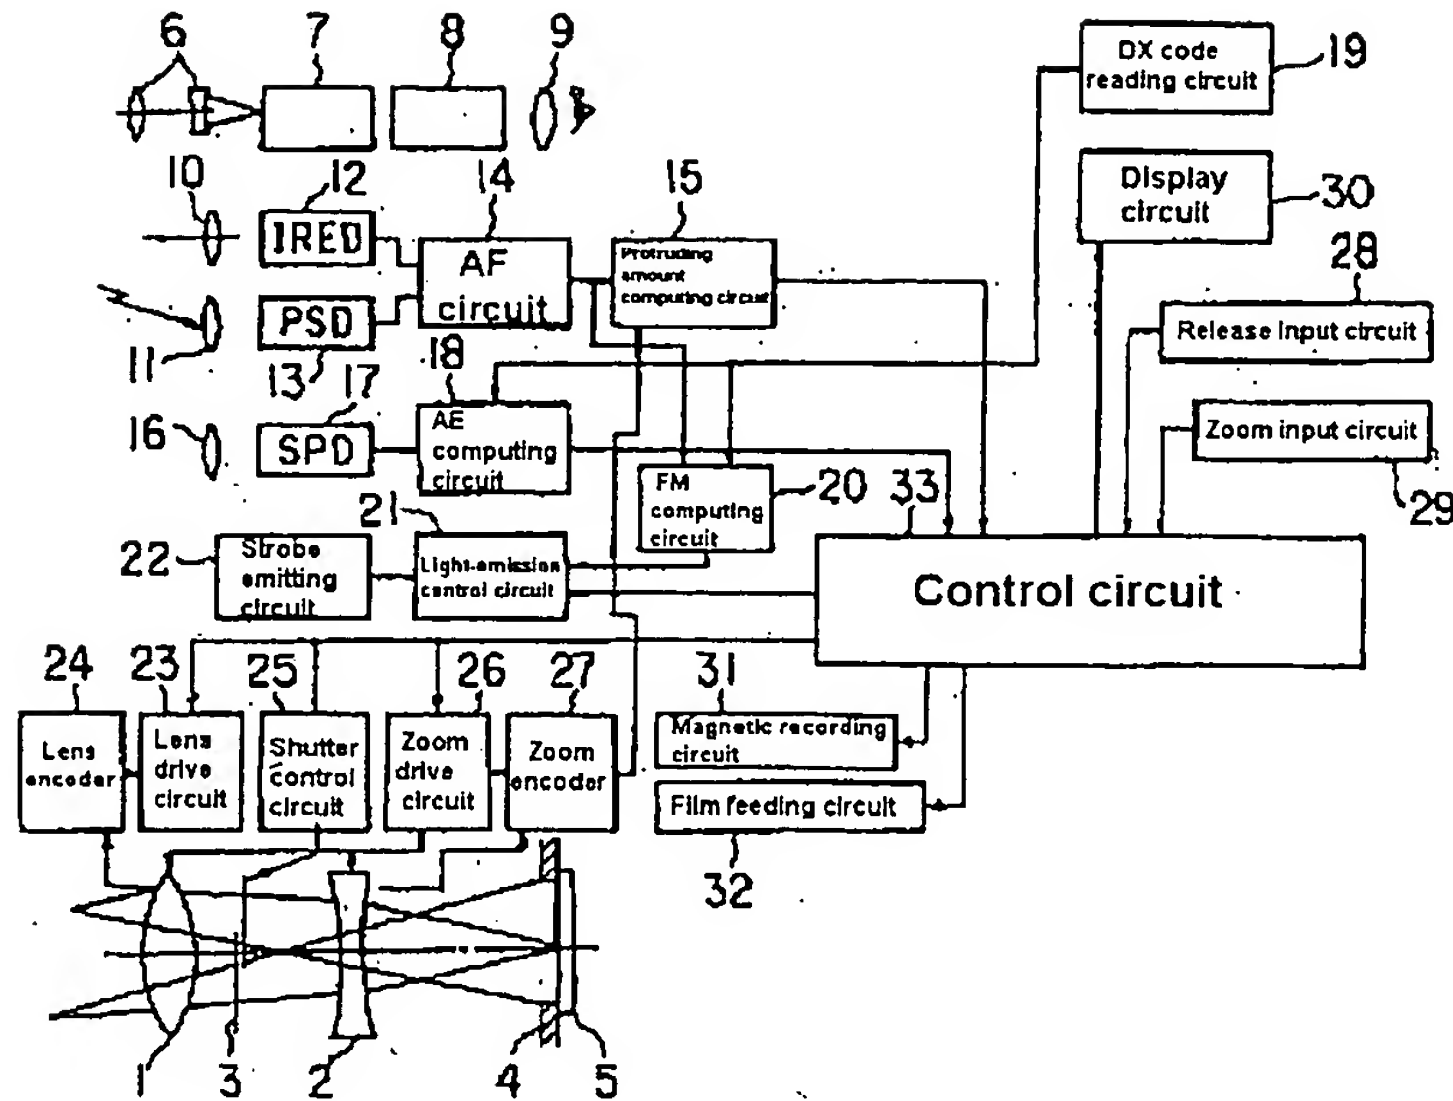 6
7
8
9
DX code
reading circuit
19
10
12
14
15
Display
circuit
30
IRED
AF
circuit
Protruding
amount
computing circuit
28
PSD
Release input circuit
11
13
17
18
16
SPD
AE
computing
circuit
Zoom input circuit
FM
computing
circuit
20
33
29
21
22
Strobe
emitting
circuit
Light-emission
control circuit
Control circuit
24
23
25
26
27
31
Lens
encoder
Lens
drive
circuit
Shutter
control
circuit
Zoom
drive
circuit
Zoom
encoder
Magnetic recording
circuit
Film feeding circuit
32
1
3
2
4
5